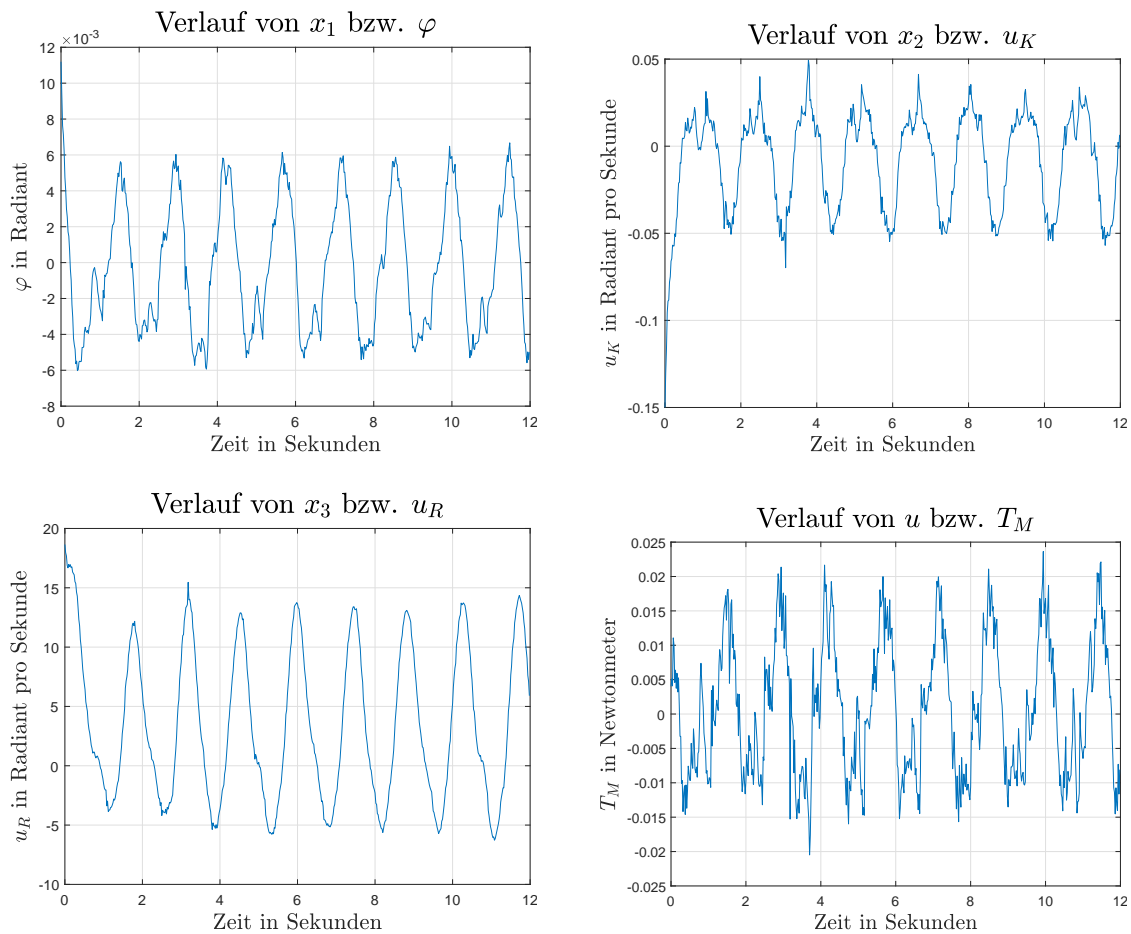 Verlauf von x₁ bzw. φ
×10⁻³
12
10
8
6
4
2
0
-2
-4
-6
-8
φ in Radiant
0 2 4 6 8 10 12
Zeit in Sekunden
Verlauf von x₂ bzw. u_K
0.05
0
-0.05
-0.1
-0.15
u_K in Radiant pro Sekunde
0 2 4 6 8 10 12
Zeit in Sekunden
Verlauf von x₃ bzw. u_R
20
15
10
5
0
-5
-10
u_R in Radiant pro Sekunde
0 2 4 6 8 10 12
Zeit in Sekunden
Verlauf von u bzw. T_M
0.025
0.02
0.015
0.01
0.005
0
-0.005
-0.01
-0.015
-0.02
-0.025
T_M in Newtonmeter
0 2 4 6 8 10 12
Zeit in Sekunden